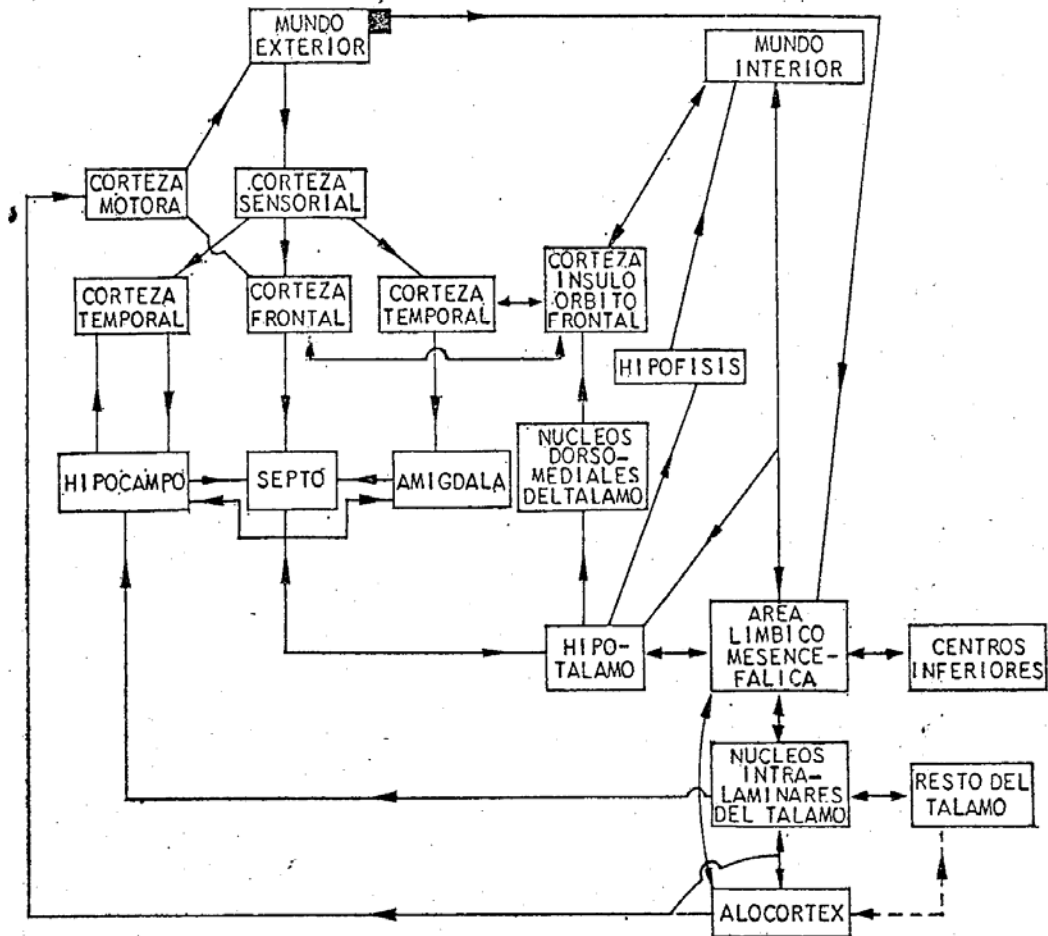 MUNDO
EXTERIOR
MUNDO
INTERIOR
CORTEZA
MOTORA
CORTEZA
SENSORIAL
CORTEZA
TEMPORAL
CORTEZA
FRONTAL
CORTEZA
TEMPORAL
CORTEZA
INSULO
ORBITO
FRONTAL
HIPOFISIS
HIPOCAMPO
SEPTO
AMIGDALA
NUCLEOS
DORSO-
MEDIALES
DEL TALAMO
HIPO-
TALAMO
AREA
LIMBICO
MESENCE-
FALICA
CENTROS
INFERIORES
NUCLEOS
INTRA-
LAMINARES
DEL TALAMO
RESTO DEL
TALAMO
ALOCORTEX